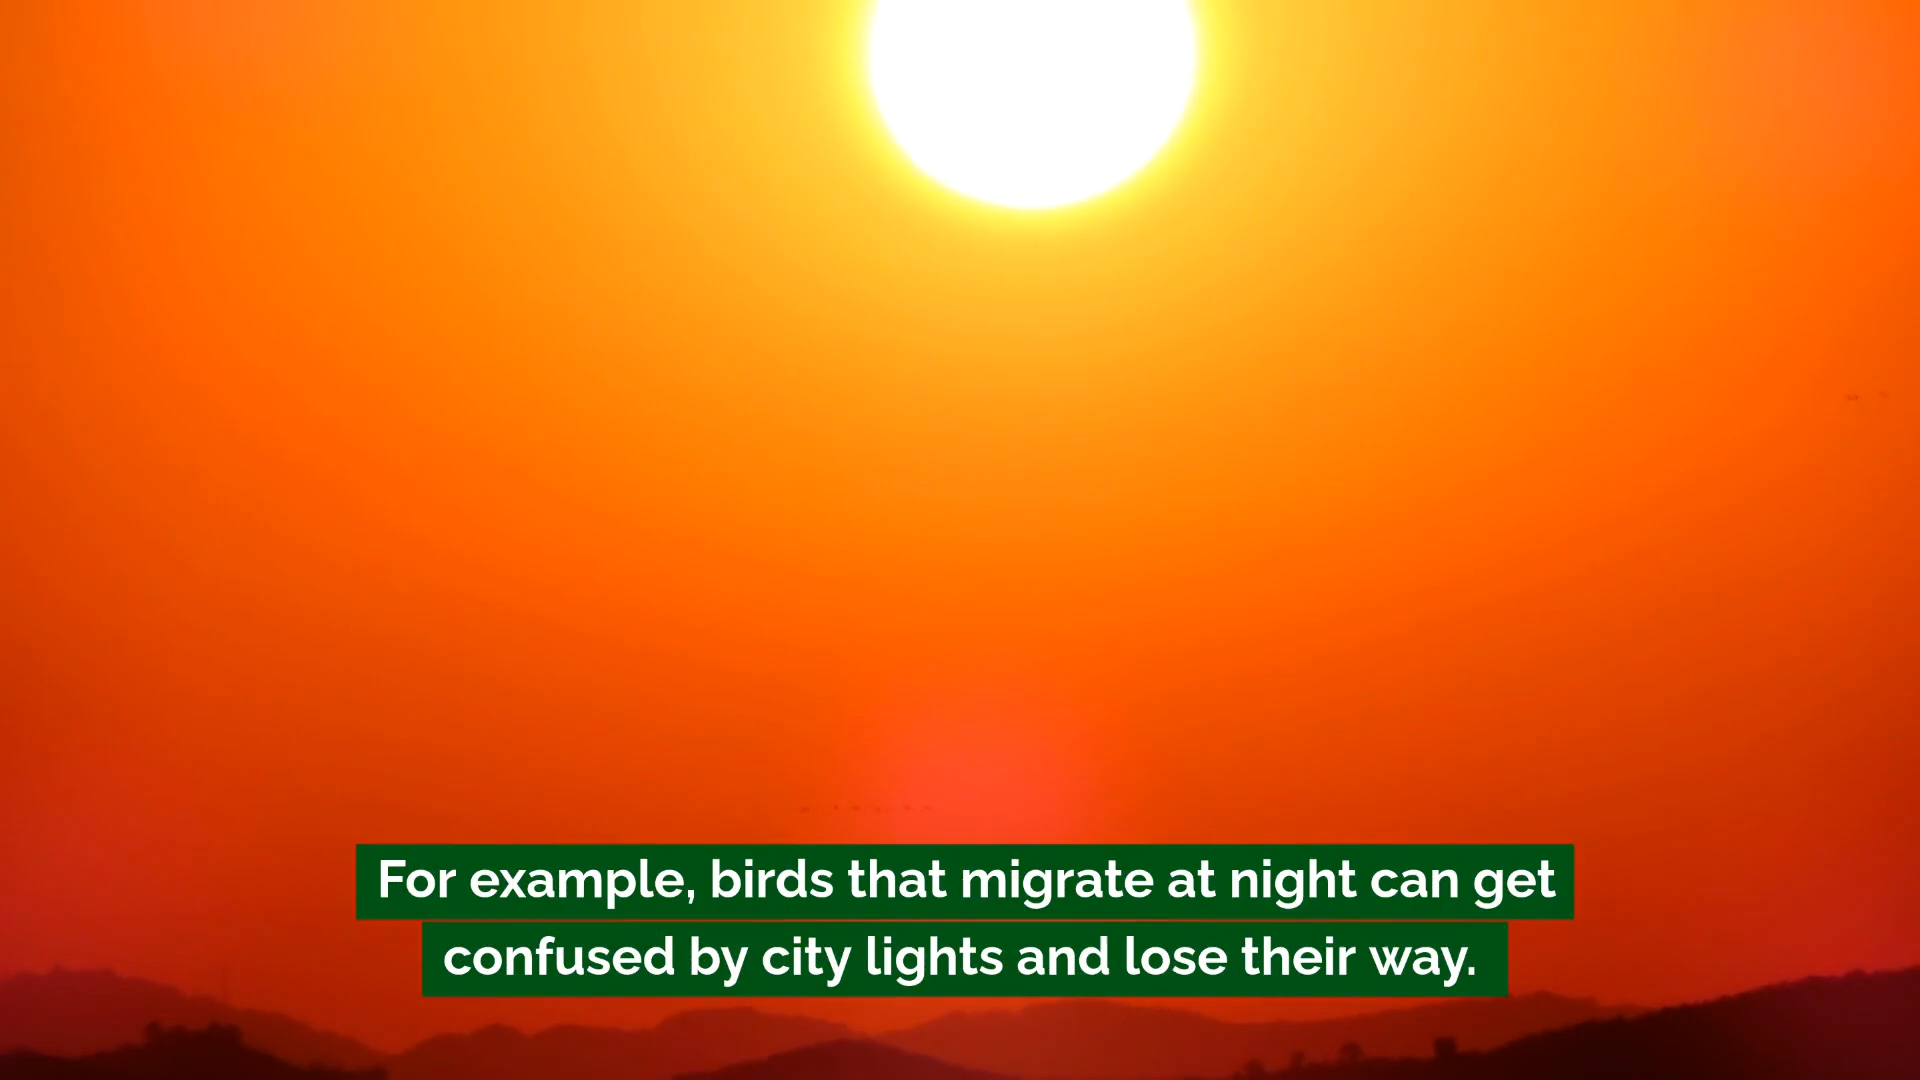 For example, birds that migrate at night can get
confused by city lights and lose their way.